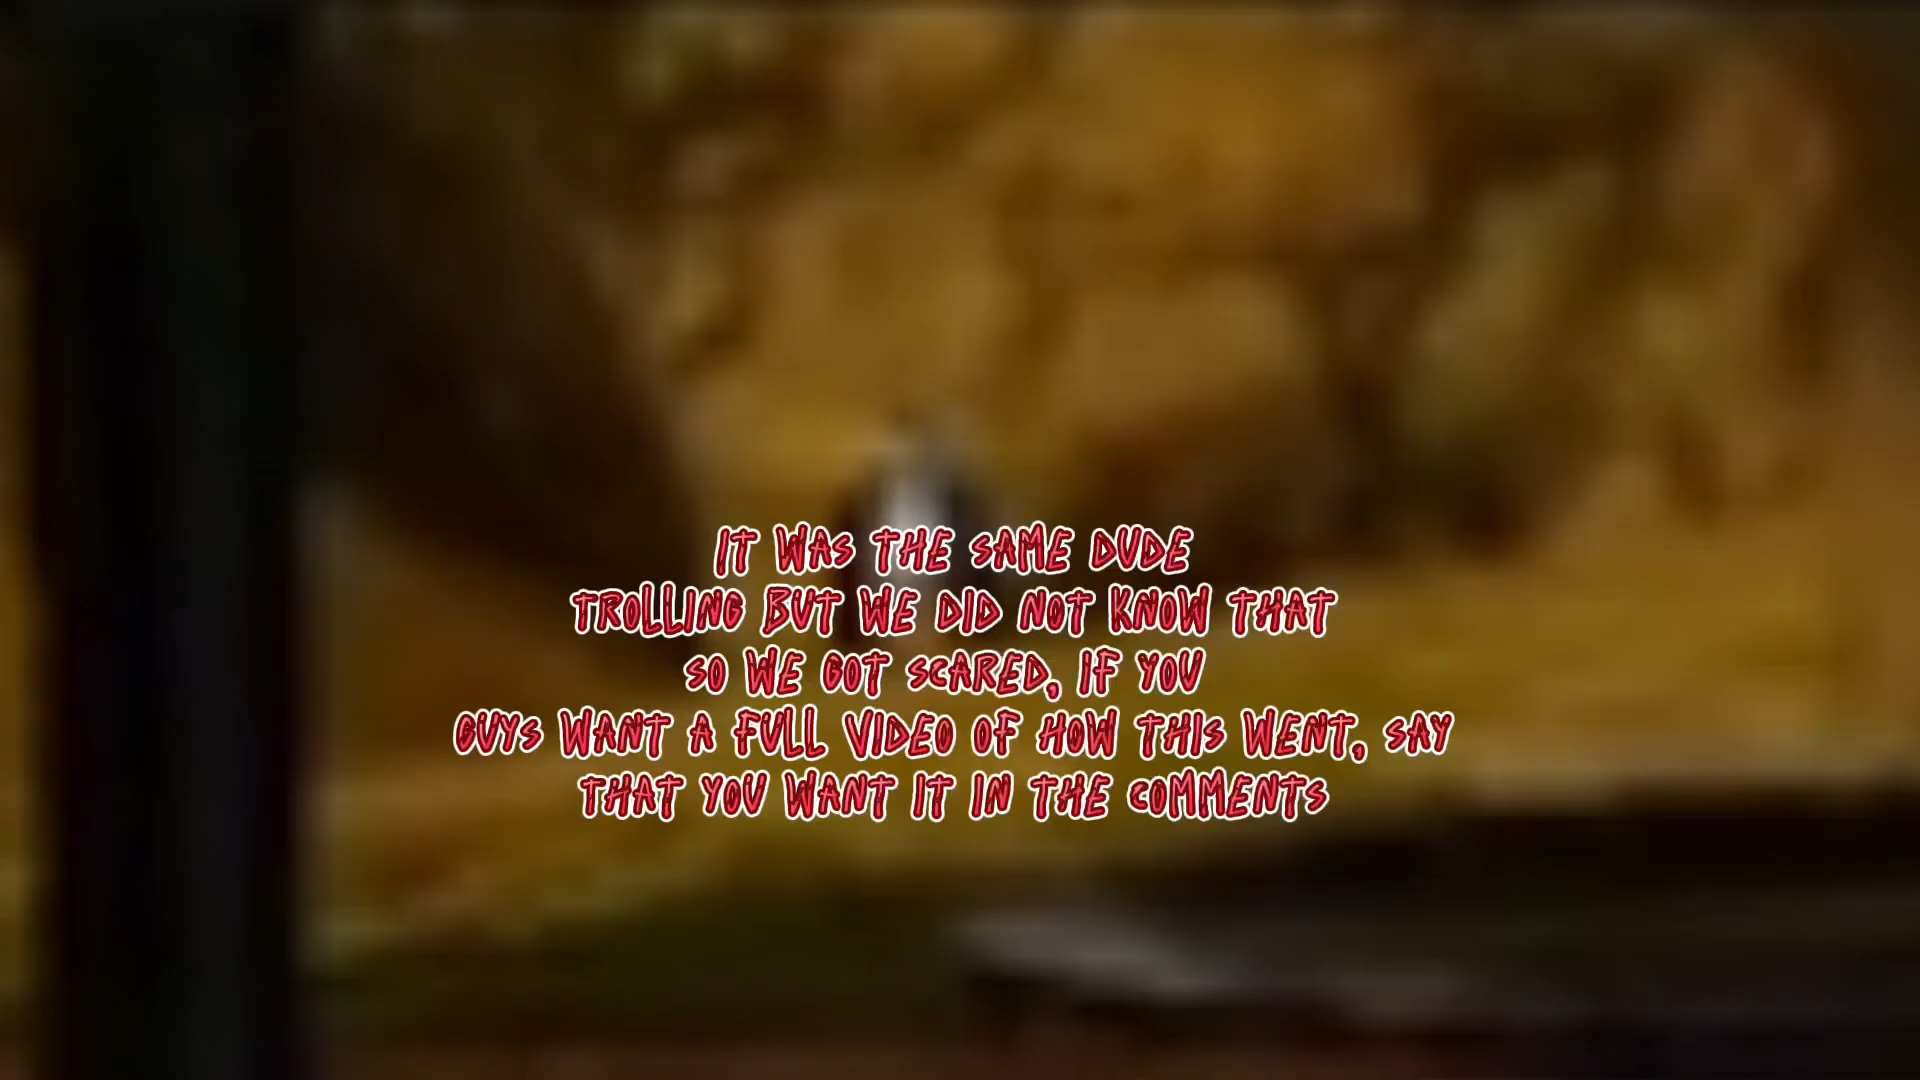 IT WAS THE SAME DUDE
TROLLING BUT WE DID NOT KNOW THAT
SO WE GOT SCARED, IF YOU
GUYS WANT A FULL VIDEO OF HOW THIS WENT, SAY
THAT YOU WANT IT IN THE COMMENTS